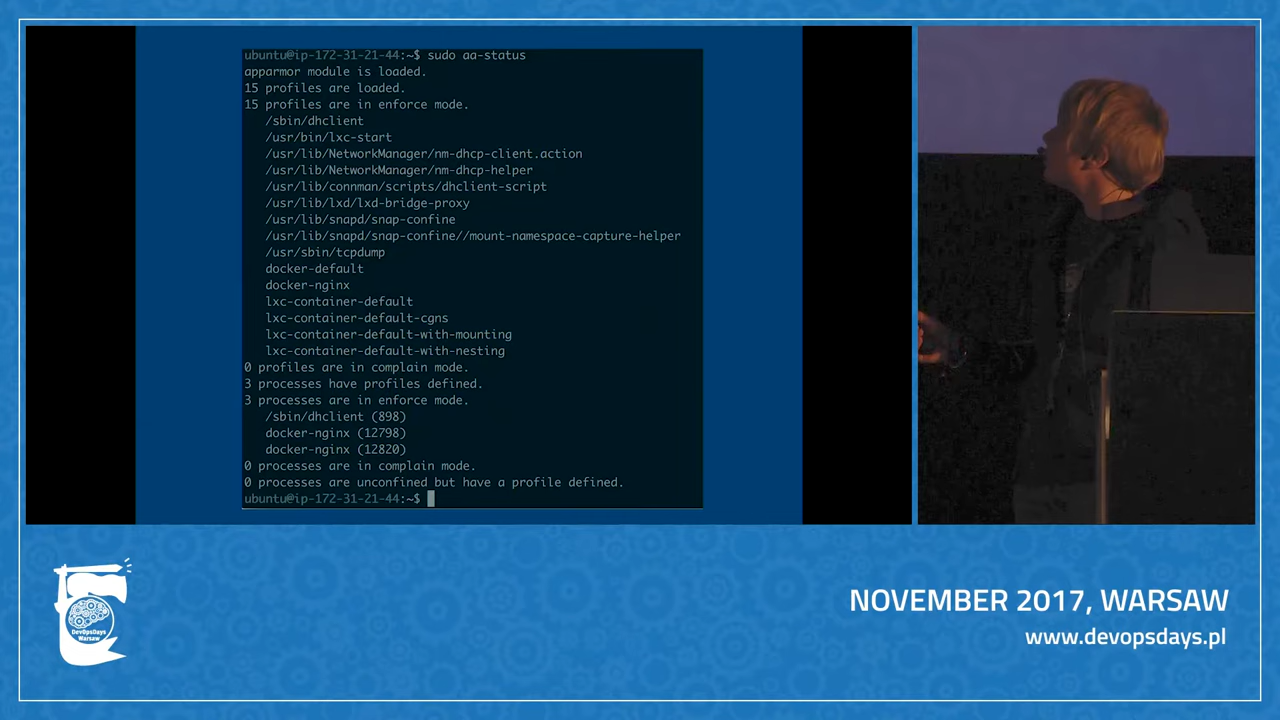 ubuntu@ip-172-31-21-44:~$ sudo aa-status
apparmor module is loaded.
15 profiles are loaded.
15 profiles are in enforce mode.
/sbin/dhclient
/usr/bin/lxc-start
/usr/lib/NetworkManager/nm-dhcp-client.action
/usr/lib/NetworkManager/nm-dhcp-helper
/usr/lib/connman/scripts/dhclient-script
/usr/lib/lxd/lxd-bridge-proxy
/usr/lib/snapd/snap-confine
/usr/lib/snapd/snap-confine//mount-namespace-capture-helper
/usr/sbin/tcpdump
docker-default
docker-nginx
lxc-container-default
lxc-container-default-cgns
lxc-container-default-with-mounting
lxc-container-default-with-nesting
0 profiles are in complain mode.
3 processes have profiles defined.
3 processes are in enforce mode.
/sbin/dhclient (898)
docker-nginx (12798)
docker-nginx (12820)
0 processes are in complain mode.
0 processes are unconfined but have a profile defined.
ubuntu@ip-172-31-21-44:~$
DevOpsDays
Warsaw
NOVEMBER 2017, WARSAW
www.devopsdays.pl